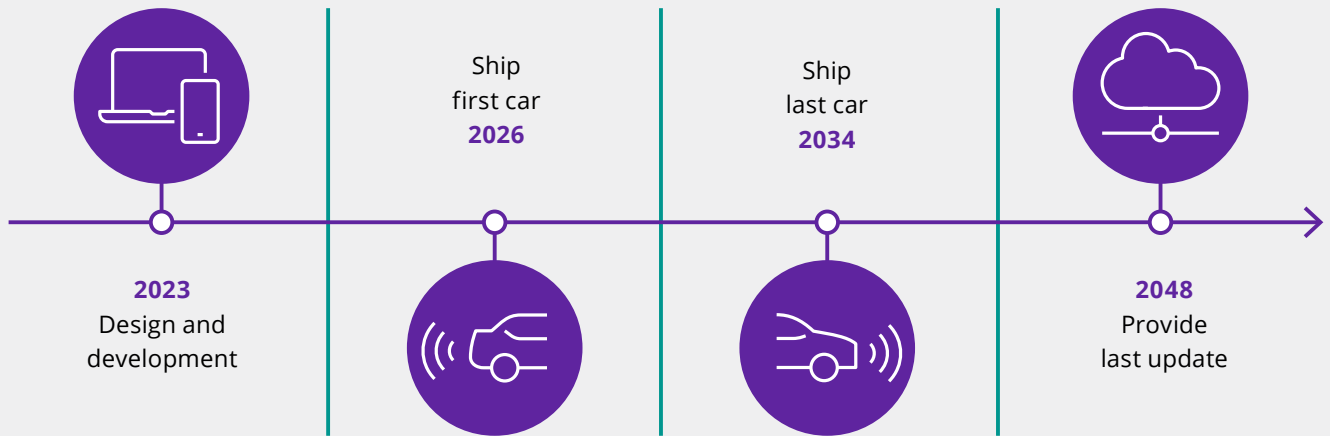 2023
Design and
development
Ship
first car
2026
Ship
last car
2034
2048
Provide
last update